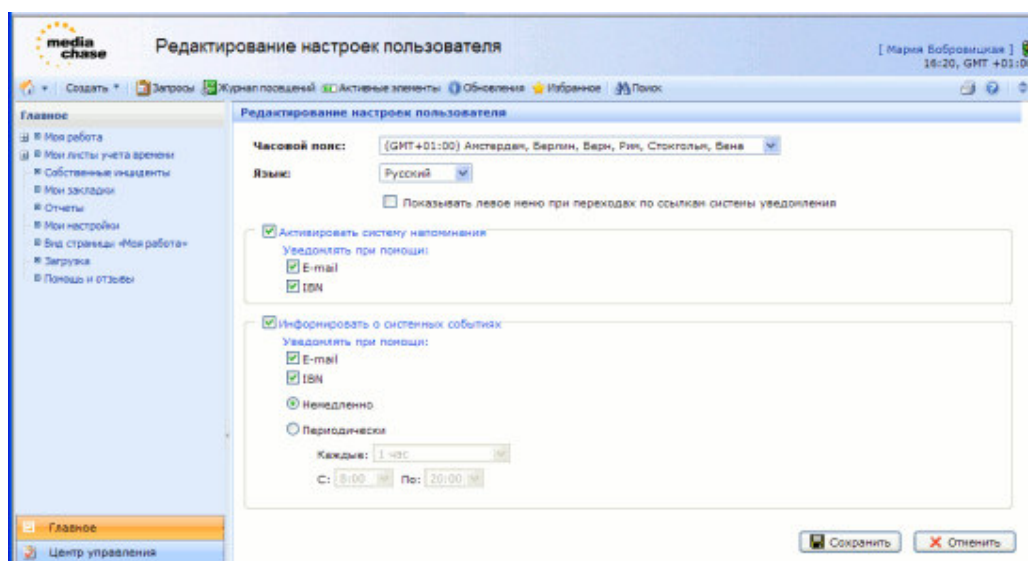 media chase
Редактирование настроек пользователя
[ Мария Бобровицкая ]
16:20, GMT +01:0
Создать
Запросы
Журнал посещений
Активные элементы
Обновления
Избранное
Поиск
Главное
Моя работа
Мои листы учета времени
Собственные инциденты
Мои закладки
Отчеты
Мои настройки
Вид страницы «Моя работа»
Загрузка
Помощь и отзывы
Главное
Центр управления
Редактирование настроек пользователя
Часовой пояс: (GMT+01:00) Амстердам, Берлин, Берн, Рим, Стокгольм, Вена
Язык: Русский
Показывать левое меню при переходах по ссылкам системы уведомления
Активировать систему напоминания
Уведомлять при помощи:
E-mail
IBN
Информировать о системных событиях
Уведомлять при помощи:
E-mail
IBN
Немедленно
Периодически
Каждые: 1 час
С: 8:00 По: 20:00
Сохранить
Отменить